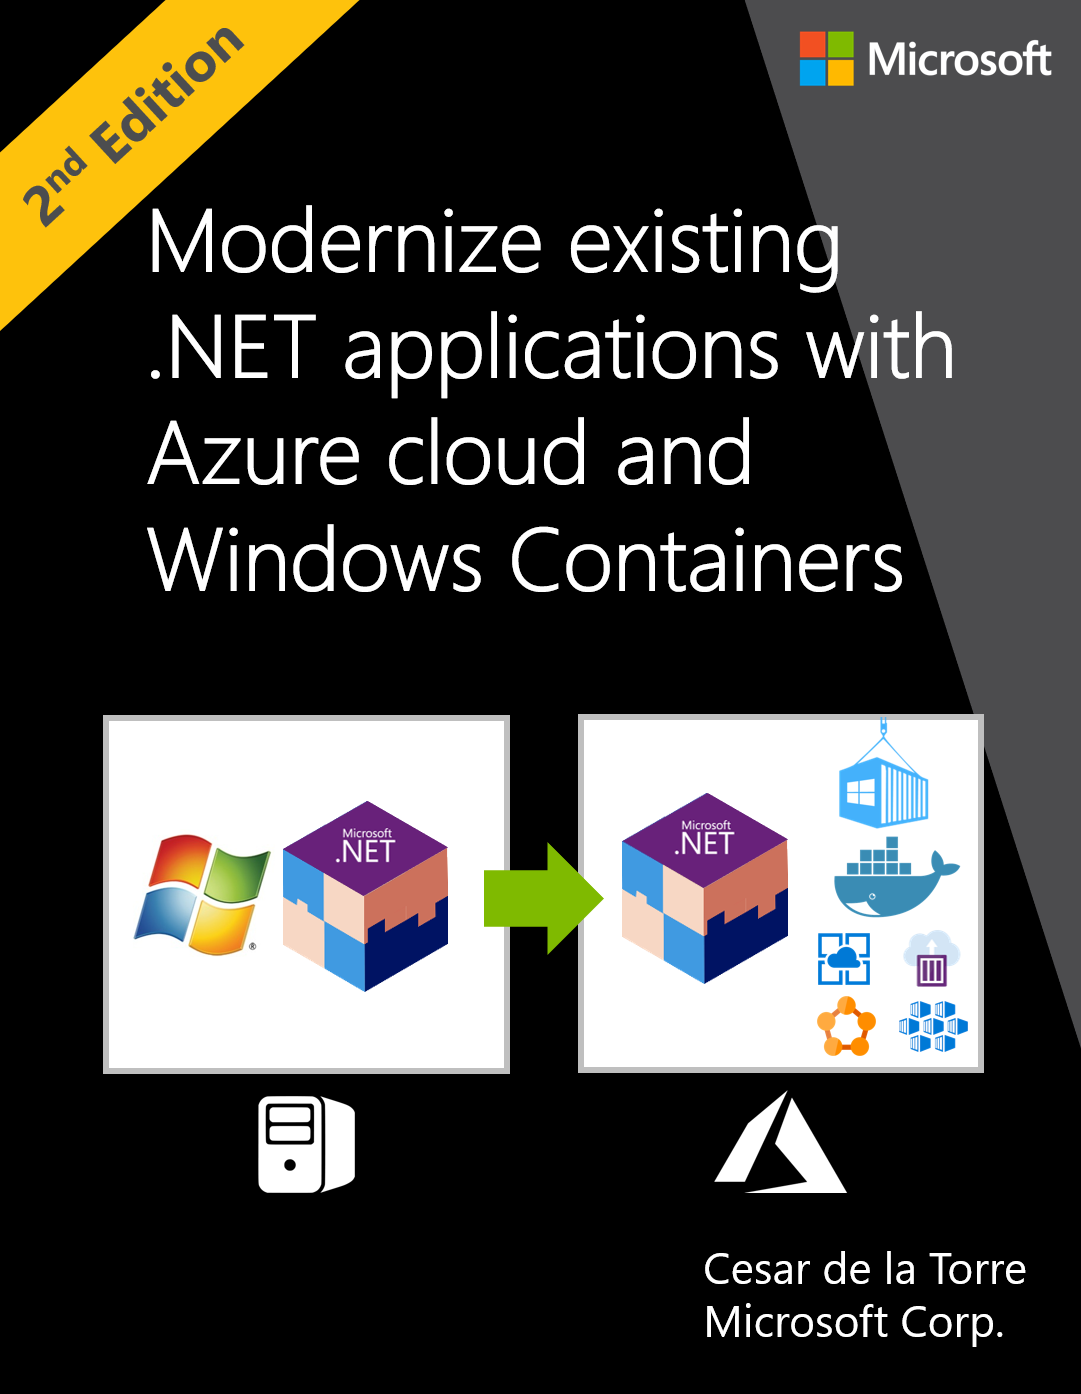 2nd Edition
Microsoft
Modernize existing
.NET applications with
Azure cloud and
Windows Containers
Microsoft
.NET
®
Microsoft
.NET
Cesar de la Torre
Microsoft Corp.